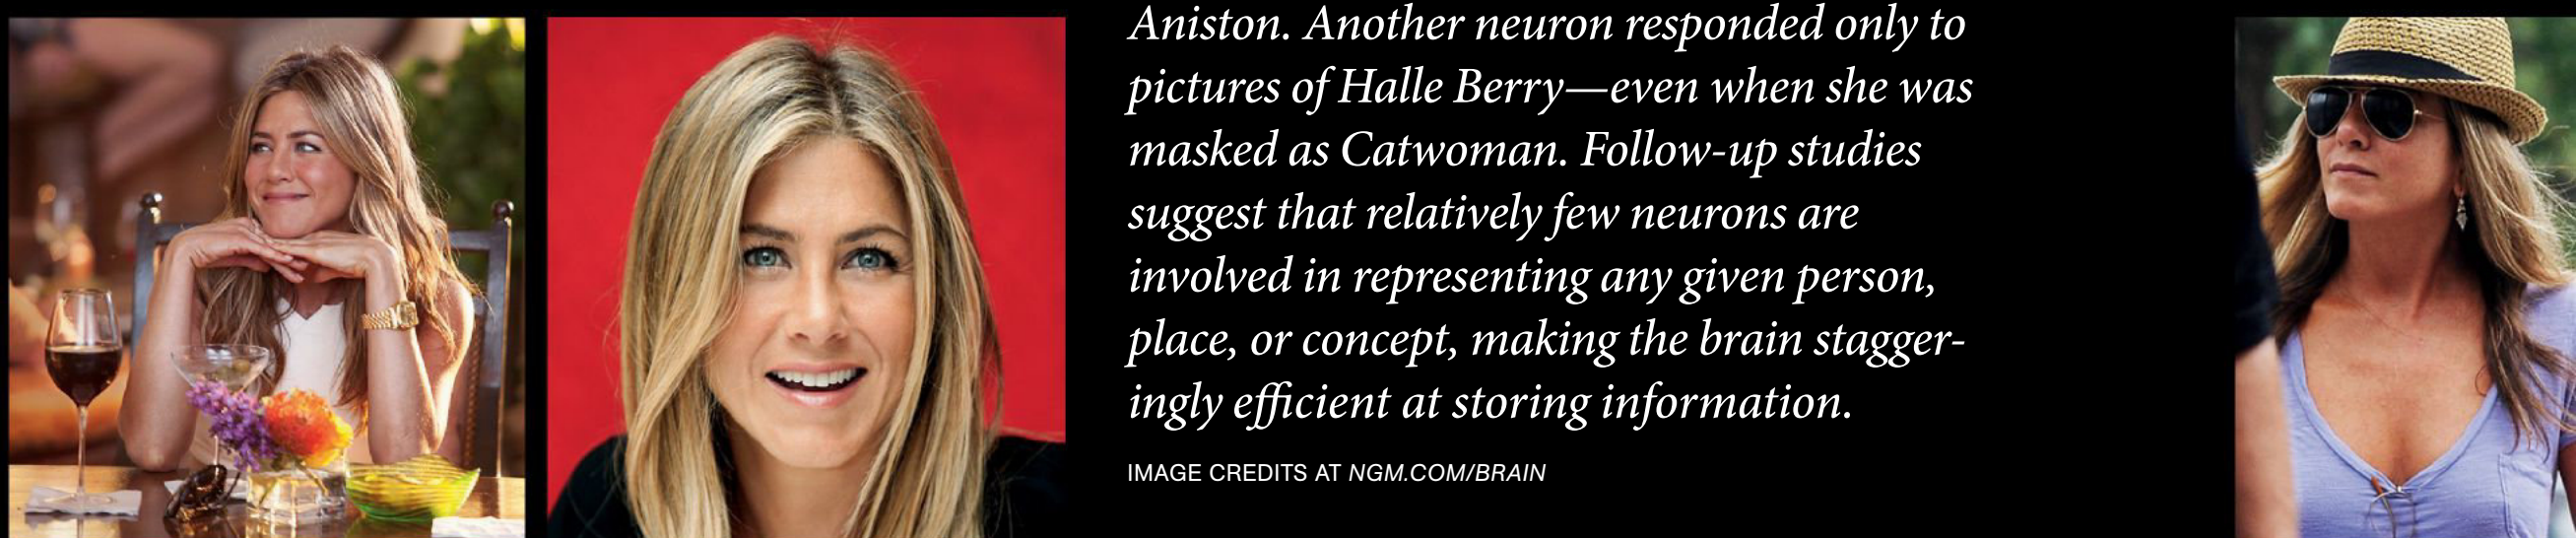 Aniston. Another neuron responded only to
pictures of Halle Berry—even when she was
masked as Catwoman. Follow-up studies
suggest that relatively few neurons are
involved in representing any given person,
place, or concept, making the brain stagger-
ingly efficient at storing information.
IMAGE CREDITS AT NGM.COM/BRAIN